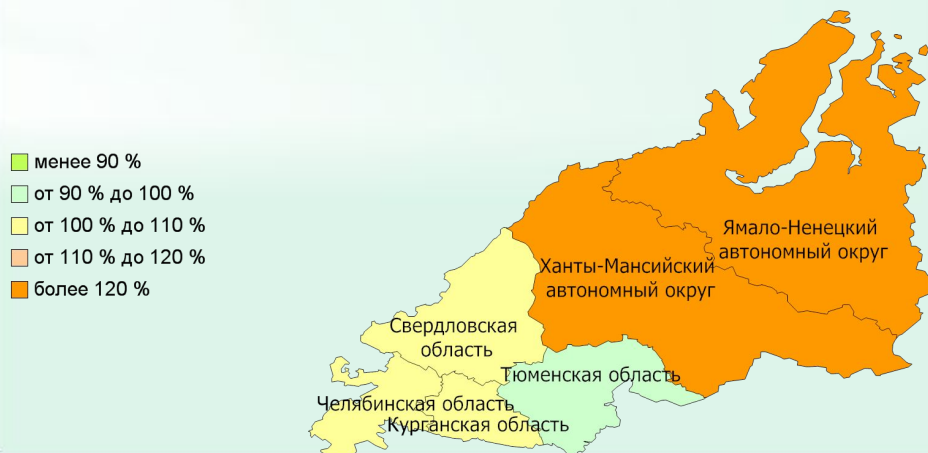 менее 90 %
от 90 % до 100 %
от 100 % до 110 %
от 110 % до 120 %
более 120 %
Ямало-Ненецкий
автономный округ
Ханты-Мансийский
автономный округ
Свердловская
область
Тюменская область
Челябинская область
Курганская область